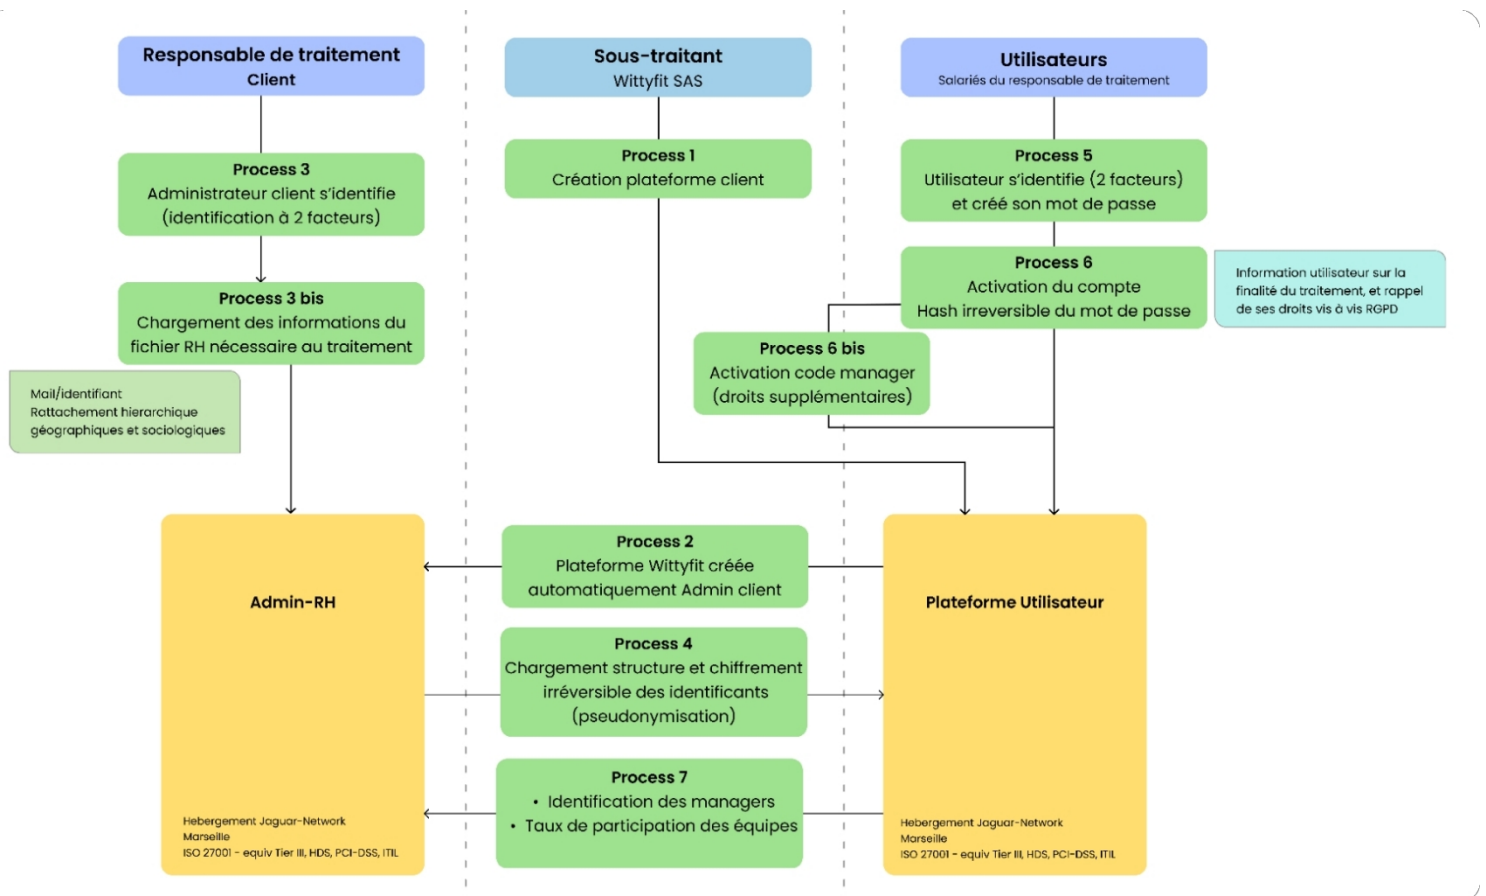 Responsable de traitement
Client
Sous-traitant
Wittyfit SAS
Utilisateurs
Salariés du responsable de traitement
Process 3
Administrateur client s'identifie
(identification à 2 facteurs)
Process 1
Création plateforme client
Process 5
Utilisateur s'identifie (2 facteurs)
et créé son mot de passe
Process 3 bis
Chargement des informations du
fichier RH nécessaire au traitement
Process 6
Activation du compte
Hash irreversible du mot de passe
Information utilisateur sur la
finalité du traitement, et rappel
de ses droits vis à vis RGPD
Process 6 bis
Activation code manager
(droits supplémentaires)
Mail/identifiant
Rattachement hierarchique
géographiques et sociologiques
Admin-RH
Process 2
Plateforme Wittyfit créée
automatiquement Admin client
Plateforme Utilisateur
Process 4
Chargement structure et chiffrement
irréversible des identificants
(pseudonymisation)
Process 7
• Identification des managers
• Taux de participation des équipes
Hebergement Jaguar-Network
Marseille
ISO 27001 - equiv Tier III, HDS, PCI-DSS, ITIL
Hebergement Jaguar-Network
Marseille
ISO 27001 - equiv Tier III, HDS, PCI-DSS, ITIL